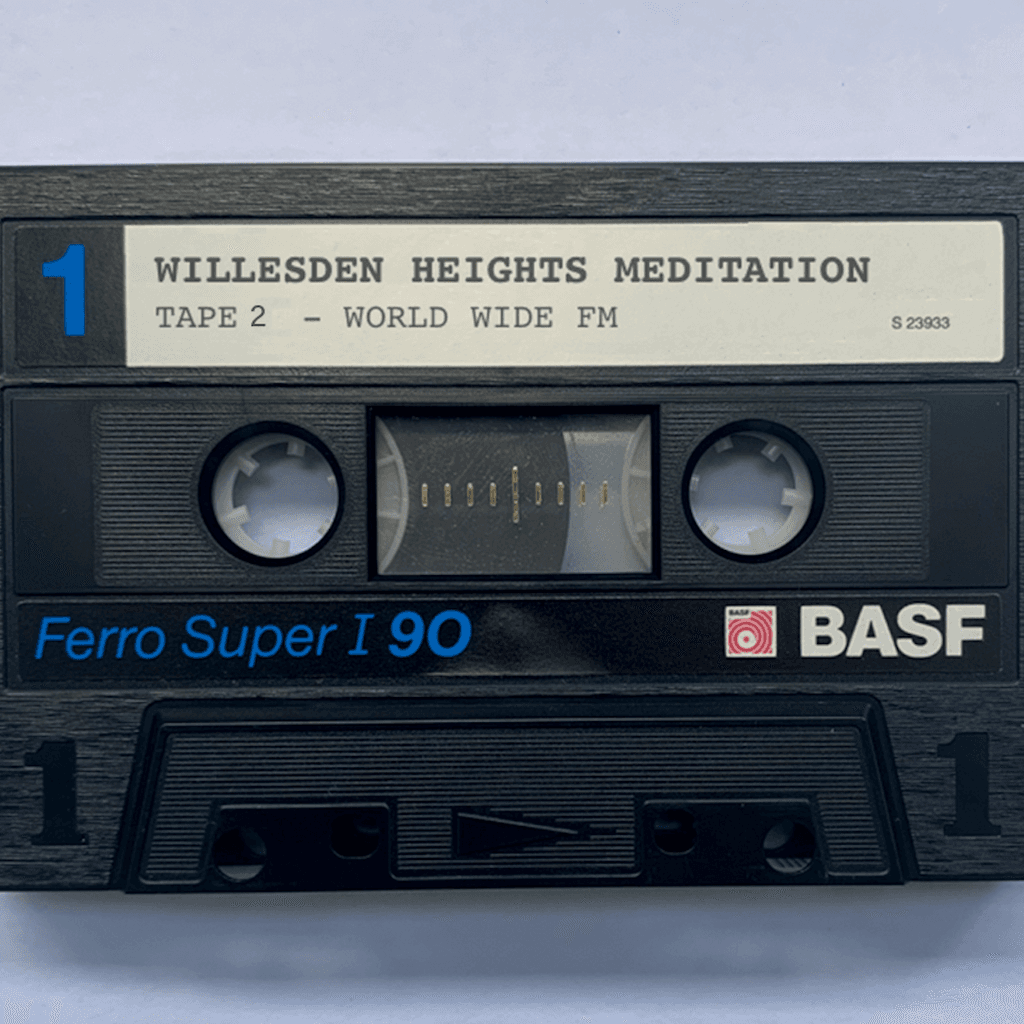 1
WILLESDEN HEIGHTS MEDITATION
TAPE 2 - WORLD WIDE FM
S 23933
Ferro Super I 90
BASF
BASF
1
1